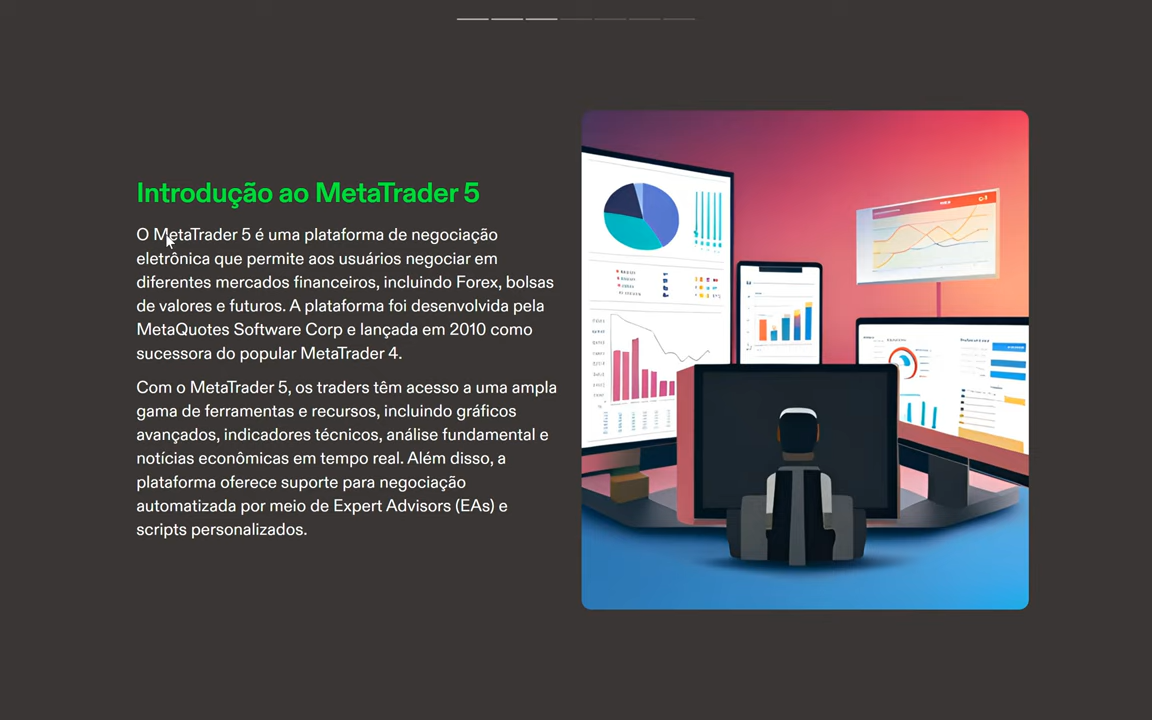 Introdução ao MetaTrader 5
O MetaTrader 5 é uma plataforma de negociação
eletrônica que permite aos usuários negociar em
diferentes mercados financeiros, incluindo Forex, bolsas
de valores e futuros. A plataforma foi desenvolvida pela
MetaQuotes Software Corp e lançada em 2010 como
sucessora do popular MetaTrader 4.
Com o MetaTrader 5, os traders têm acesso a uma ampla
gama de ferramentas e recursos, incluindo gráficos
avançados, indicadores técnicos, análise fundamental e
notícias econômicas em tempo real. Além disso, a
plataforma oferece suporte para negociação
automatizada por meio de Expert Advisors (EAs) e
scripts personalizados.